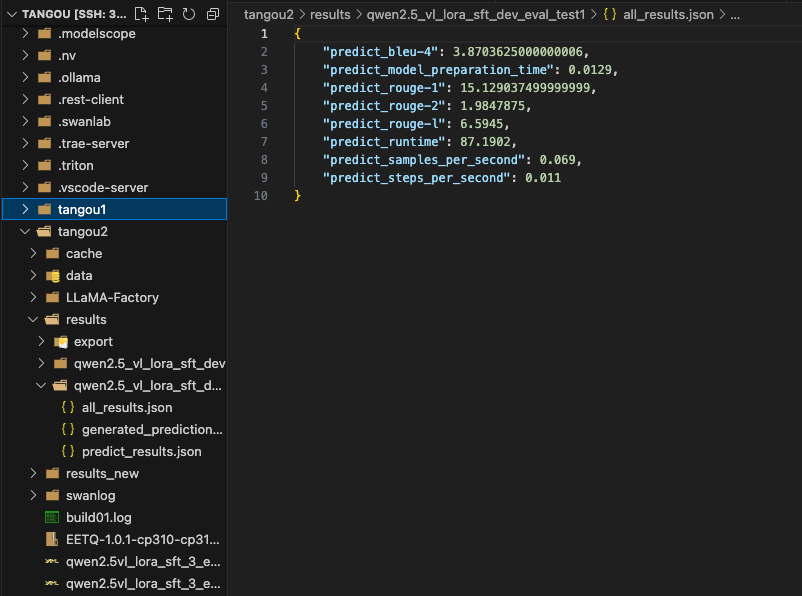 TANGOU [SSH: 3...
.modelscope
.nv
.ollama
.rest-client
.swanlab
.trae-server
.triton
.vscode-server
tangou1
tangou2
cache
data
LLaMA-Factory
results
export
qwen2.5_vl_lora_sft_dev
qwen2.5_vl_lora_sft_d...
all_results.json
generated_prediction...
predict_results.json
results_new
swanlog
build01.log
EETQ-1.0.1-cp310-cp31...
qwen2.5vl_lora_sft_3_e...
qwen2.5vl_lora_sft_3_e...
tangou2 > results > qwen2.5_vl_lora_sft_dev_eval_test1 > {} all_results.json > ...
1 {
2 "predict_bleu-4": 3.8703625000000006,
3 "predict_model_preparation_time": 0.0129,
4 "predict_rouge-1": 15.129037499999999,
5 "predict_rouge-2": 1.9847875,
6 "predict_rouge-l": 6.5945,
7 "predict_runtime": 87.1902,
8 "predict_samples_per_second": 0.069,
9 "predict_steps_per_second": 0.011
10 }